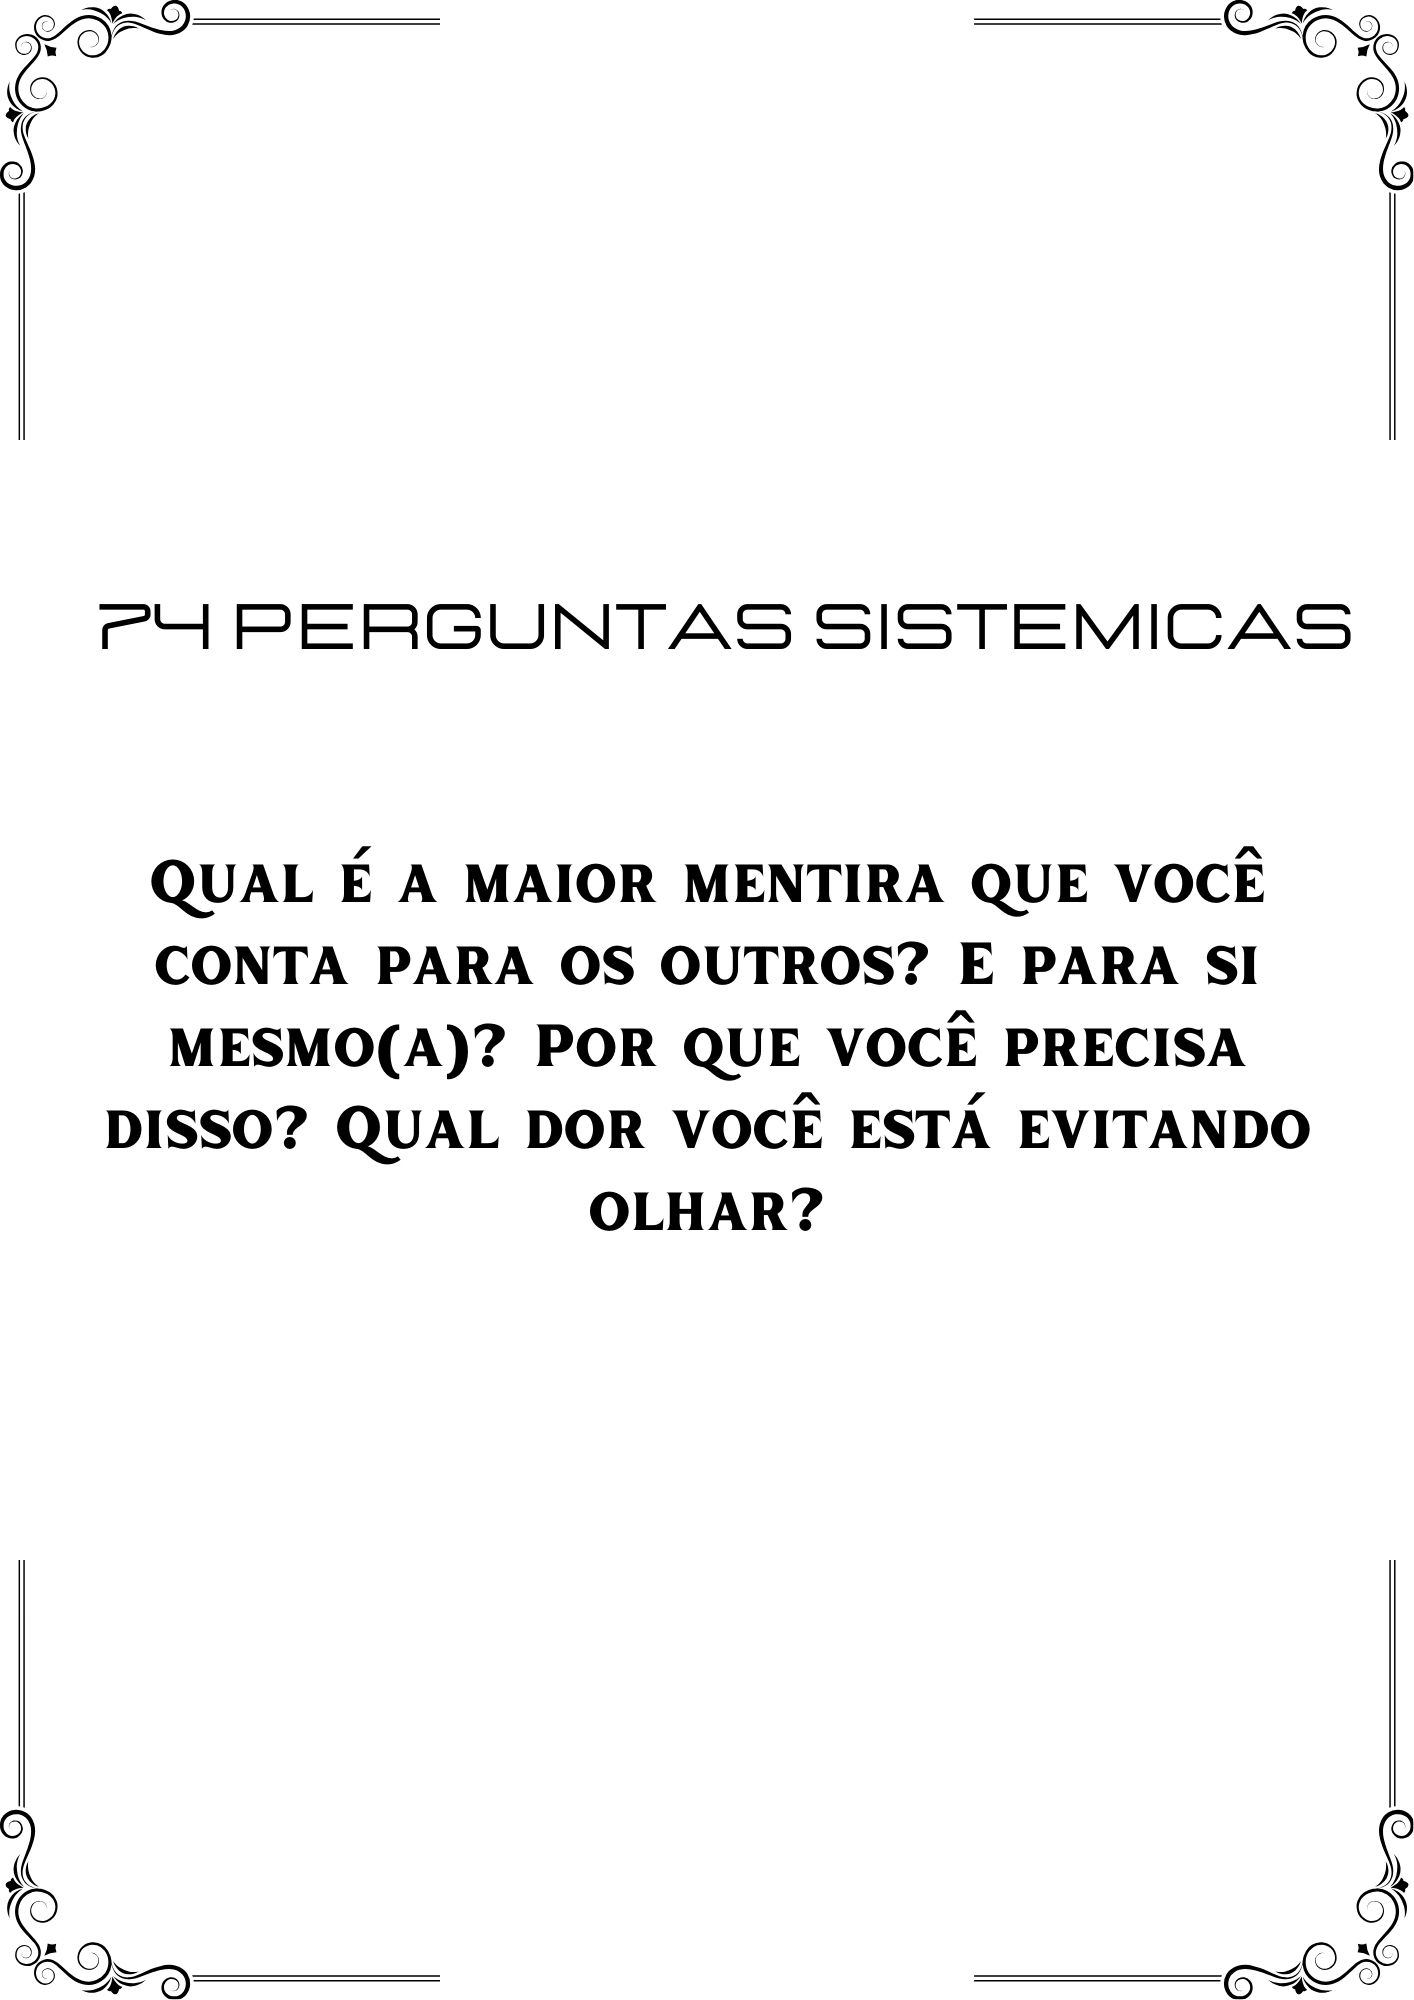 74 PERGUNTAS SISTEMICAS
Qual é a maior mentira que você
conta para os outros? E para si
mesmo(a)? Por que você precisa
disso? Qual dor você está evitando
olhar?